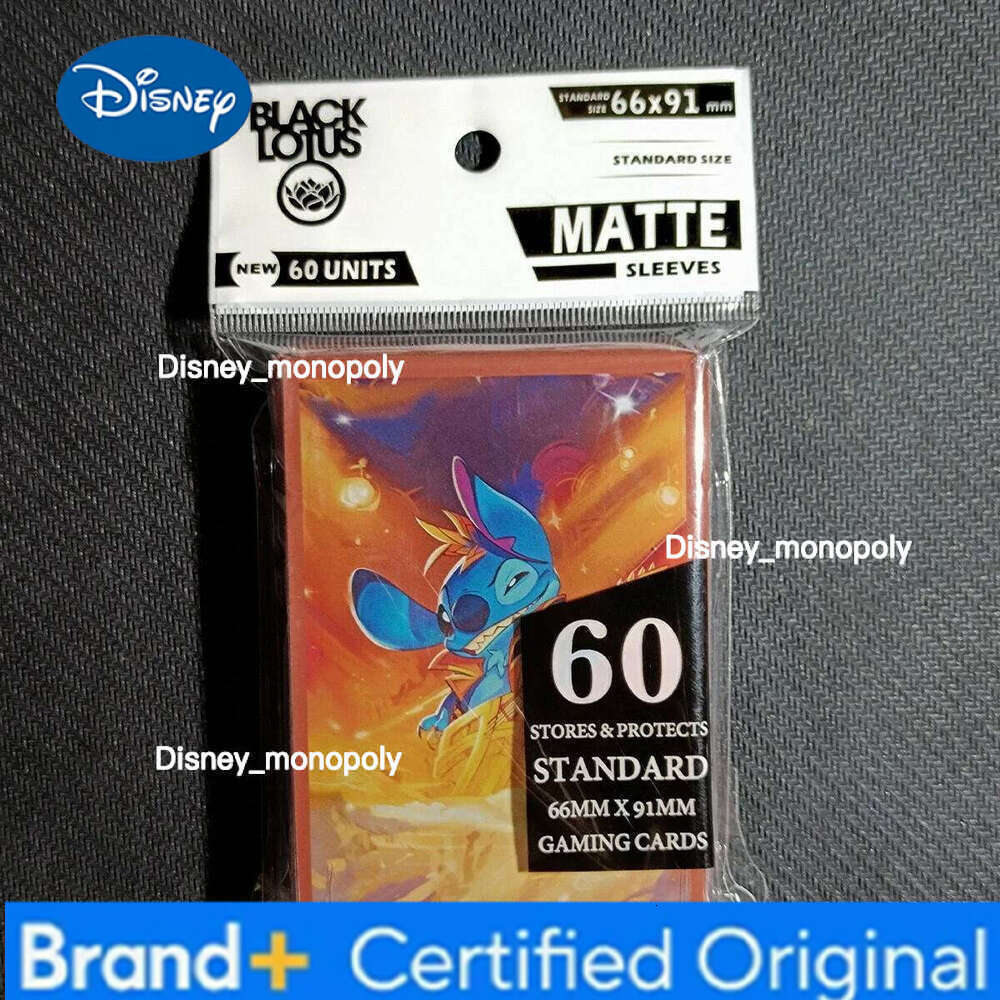 DISNEY
BLACK
LOTUS
STANDARD SIZE 66x91 mm
STANDARD SIZE
MATTE
SLEEVES
NEW 60 UNITS
Disney_monopoly
Disney_monopoly
60
STORES & PROTECTS
STANDARD
66MM X 91MM
GAMING CARDS
Disney_monopoly
Brand+ Certified Original